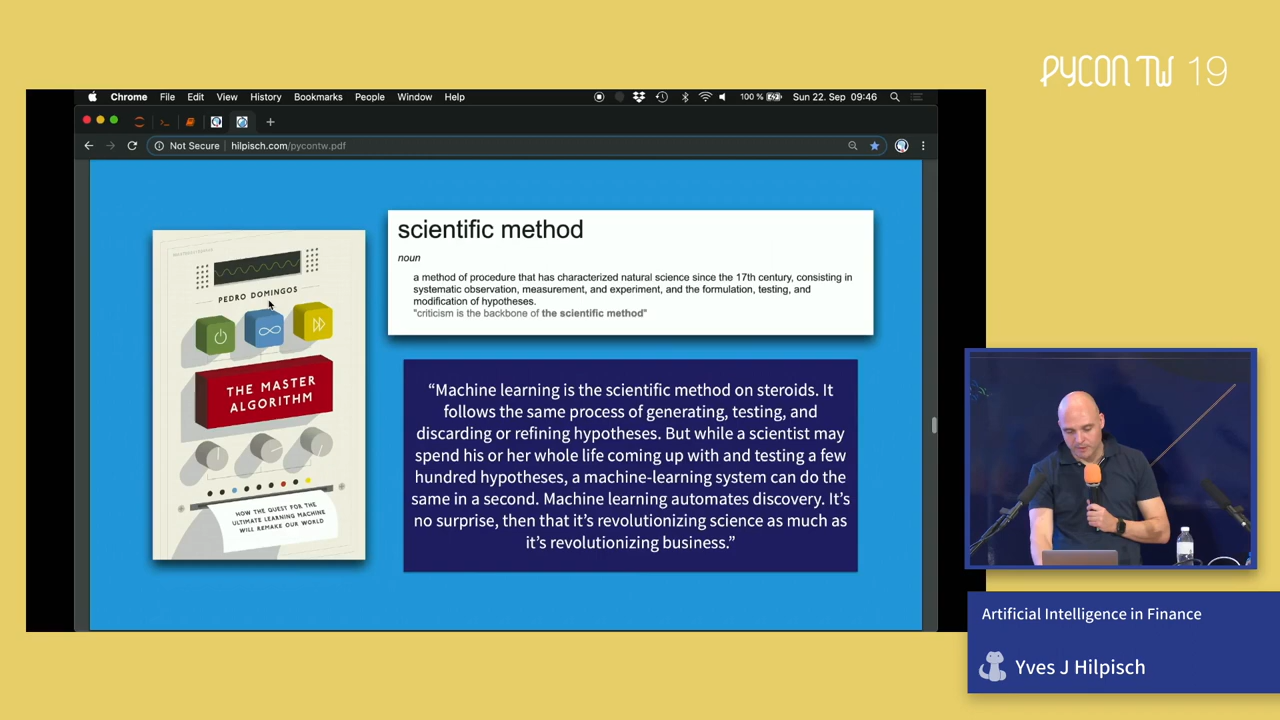 PYCON TW 19
Chrome File Edit View History Bookmarks People Window Help 100 % Sun 22. Sep 09:46
Not Secure hilpisch.com/pycontw.pdf
scientific method
noun
a method of procedure that has characterized natural science since the 17th century, consisting in
systematic observation, measurement, and experiment, and the formulation, testing, and
modification of hypotheses.
"criticism is the backbone of the scientific method"
PEDRO DOMINGOS
THE MASTER
ALGORITHM
HOW THE QUEST FOR THE
ULTIMATE LEARNING MACHINE
WILL REMAKE OUR WORLD
“Machine learning is the scientific method on steroids. It
follows the same process of generating, testing, and
discarding or refining hypotheses. But while a scientist may
spend his or her whole life coming up with and testing a few
hundred hypotheses, a machine-learning system can do the
same in a second. Machine learning automates discovery. It’s
no surprise, then that it’s revolutionizing science as much as
it’s revolutionizing business.”
Artificial Intelligence in Finance
Yves J Hilpisch